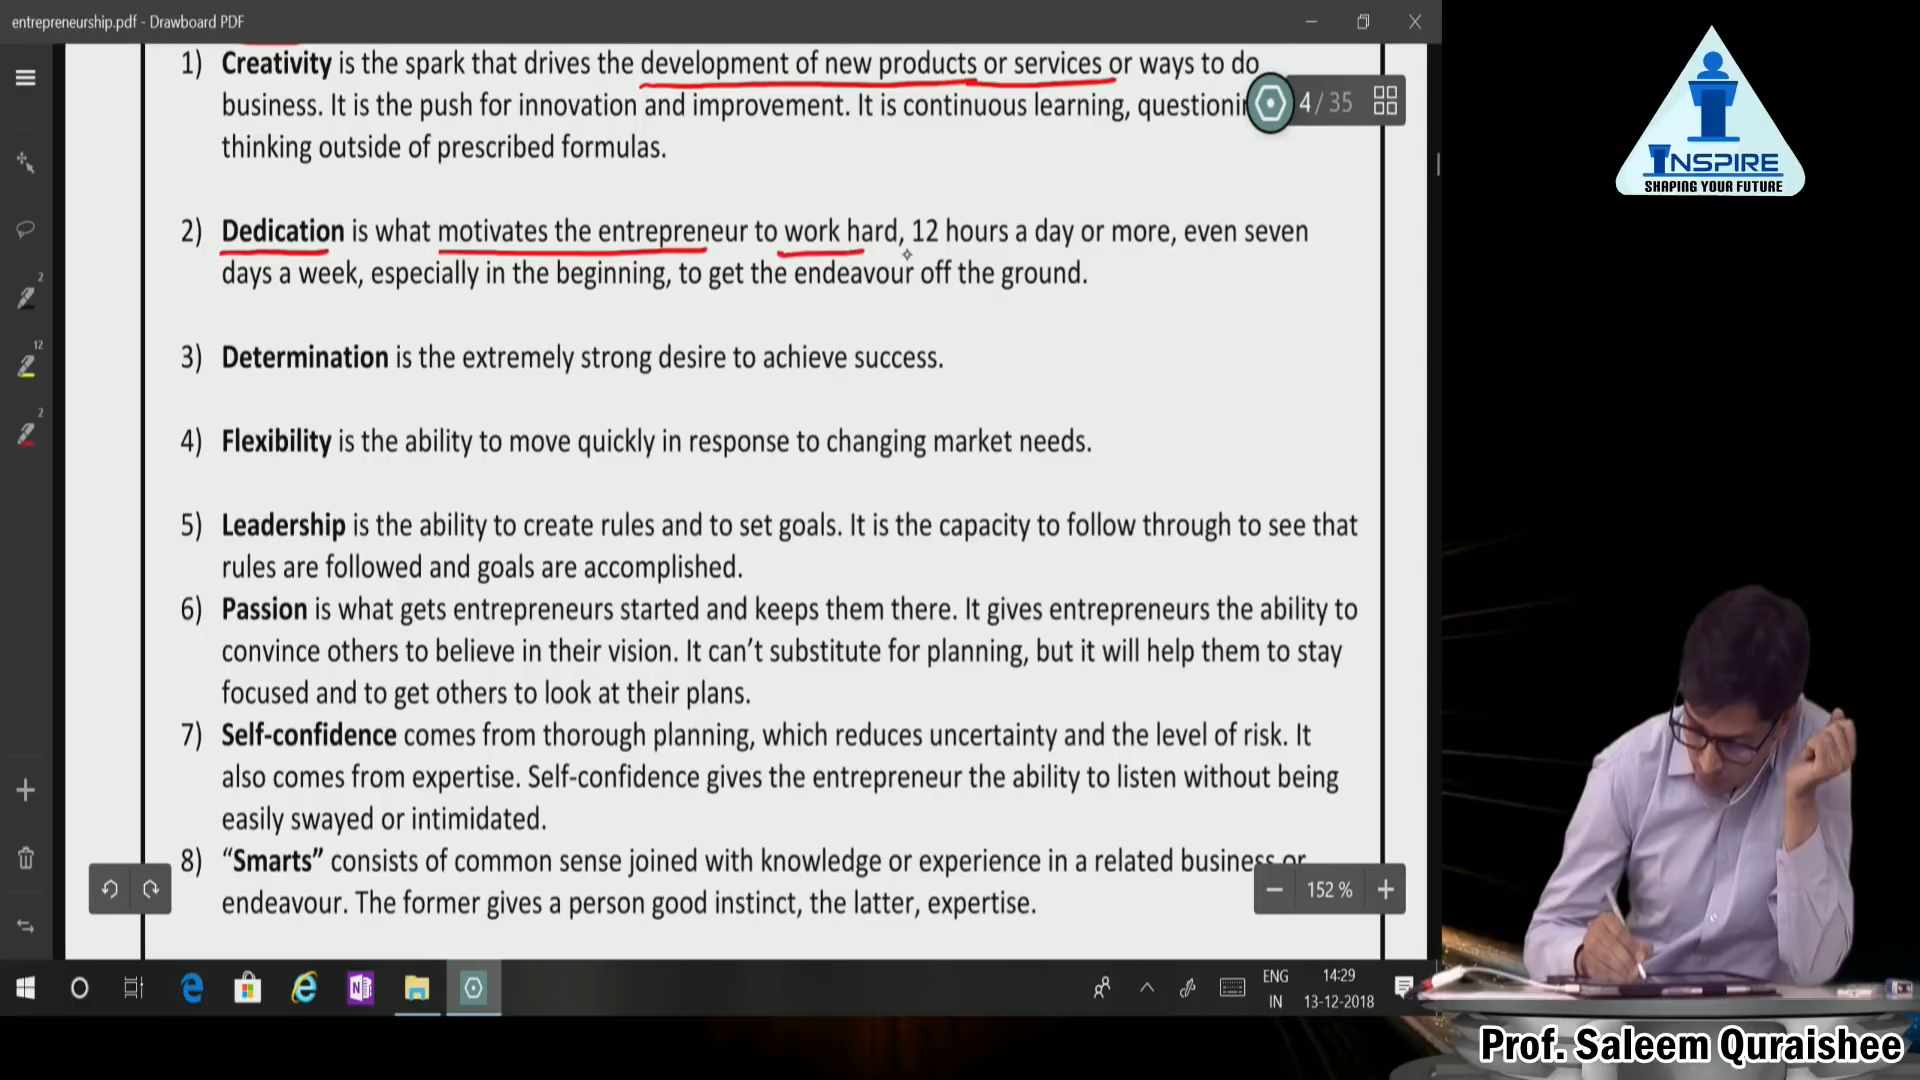 entrepreneurship.pdf - Drawboard PDF
1) Creativity is the spark that drives the development of new products or services or ways to do
business. It is the push for innovation and improvement. It is continuous learning,
4 / 35
thinking outside of prescribed formulas.
2) Dedication is what motivates the entrepreneur to work hard, 12 hours a day or more, even seven
days a week, especially in the beginning, to get the endeavour off the ground.
3) Determination is the extremely strong desire to achieve success.
4) Flexibility is the ability to move quickly in response to changing market needs.
5) Leadership is the ability to create rules and to set goals. It is the capacity to follow through to see that
rules are followed and goals are accomplished.
6) Passion is what gets entrepreneurs started and keeps them there. It gives entrepreneurs the ability to
convince others to believe in their vision. It can’t substitute for planning, but it will help them to stay
focused and to get others to look at their plans.
7) Self-confidence comes from thorough planning, which reduces uncertainty and the level of risk. It
also comes from expertise. Self-confidence gives the entrepreneur the ability to listen without being
easily swayed or intimidated.
8) “Smarts” consists of common sense joined with knowledge or experience in a related business or
endeavour. The former gives a person good instinct, the latter, expertise.
2
12
2
152 %
ENG
IN
14:29
13-12-2018
INSPIRE
SHAPING YOUR FUTURE
Prof. Saleem Quraishee